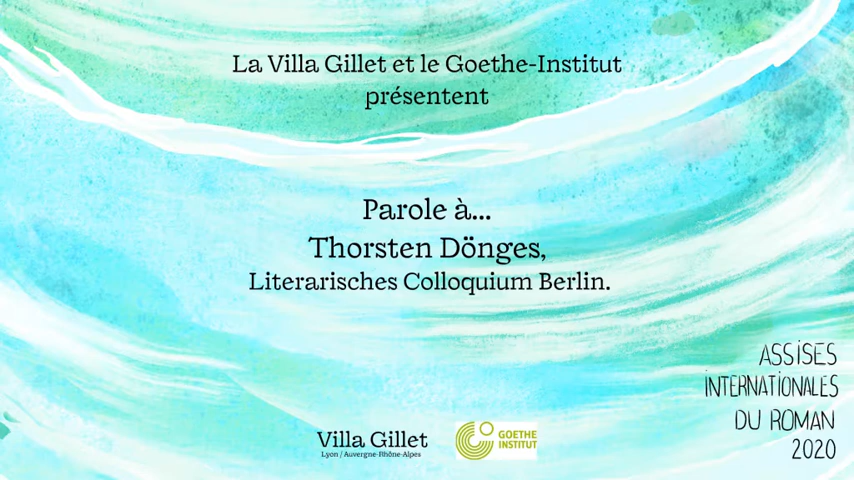 La Villa Gillet et le Goethe-Institut
présentent
Parole à...
Thorsten Dönges,
Literarisches Colloquium Berlin.
ASSISES
INTERNATIONALES
DU ROMAN
2020
Villa Gillet
Lyon / Auvergne-Rhône-Alpes
GOETHE
INSTITUT